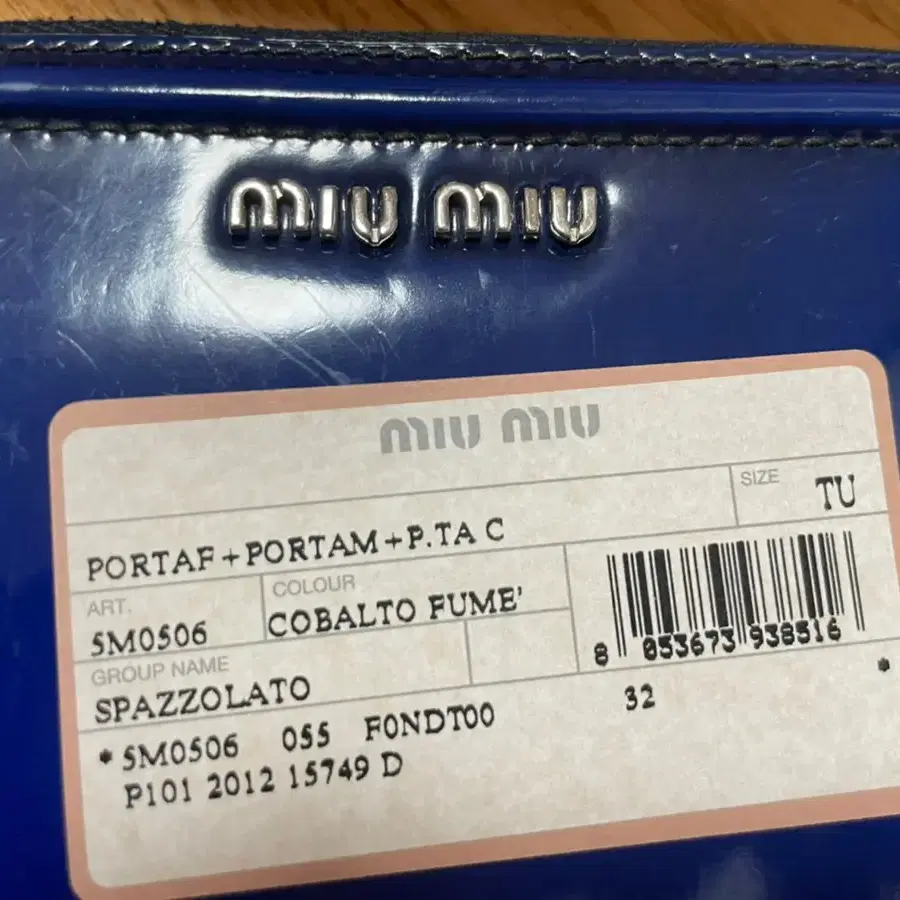 miu miu
miu miu
SIZE TU
PORTAF+PORTAM+P.TA C
ART. COLOUR
5M0506 COBALTO FUME'
8 053673 938516
GROUP NAME
SPAZZOLATO
32
*5M0506 055 F0NDT00 *
P101 2012 15749 D